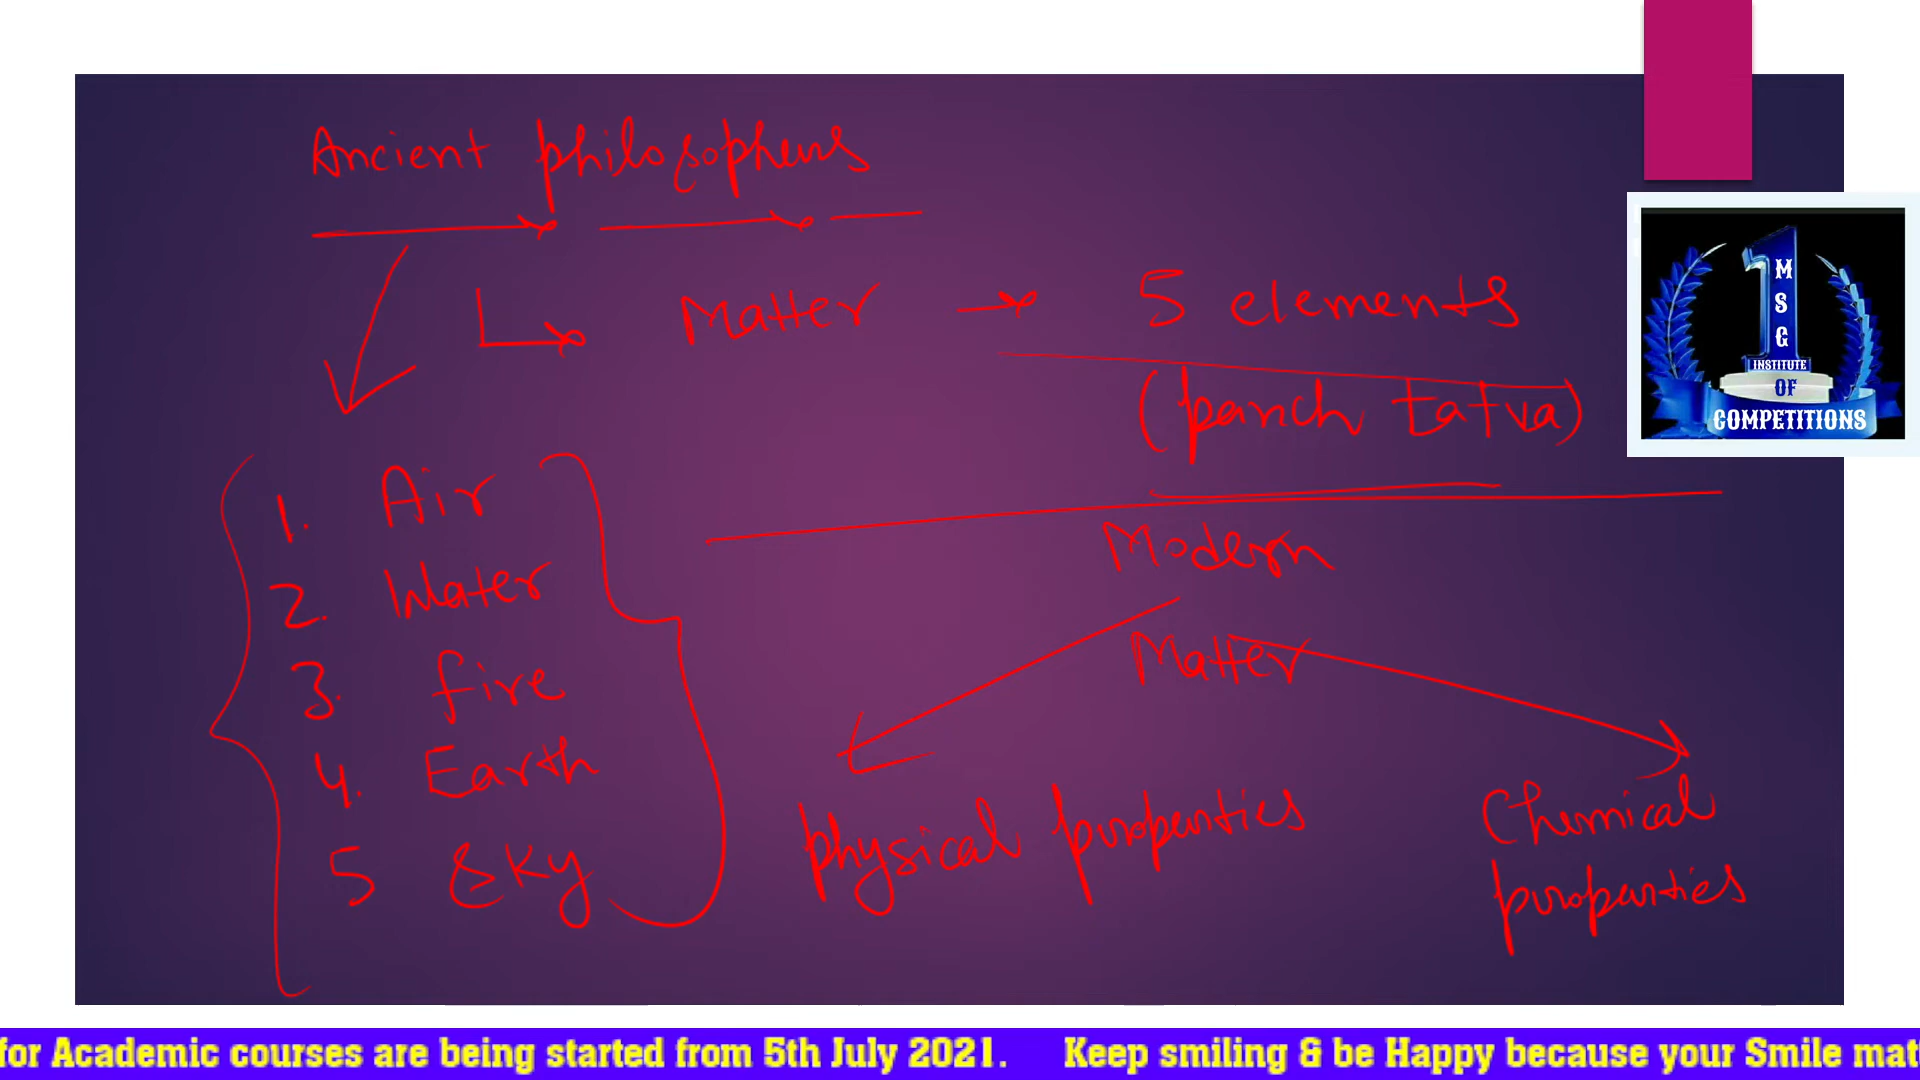 Ancient philosophers
Matter → 5 elements
(panch tatva)
1. Air
2. Water
3. fire
4. Earth
5 sky
Modern
Matter
physical properties
Chemical
properties
M
S
G
INSTITUTE
OF
COMPETITIONS
for Academic courses are being started from 5th July 2021. Keep smiling & be Happy because your Smile mat